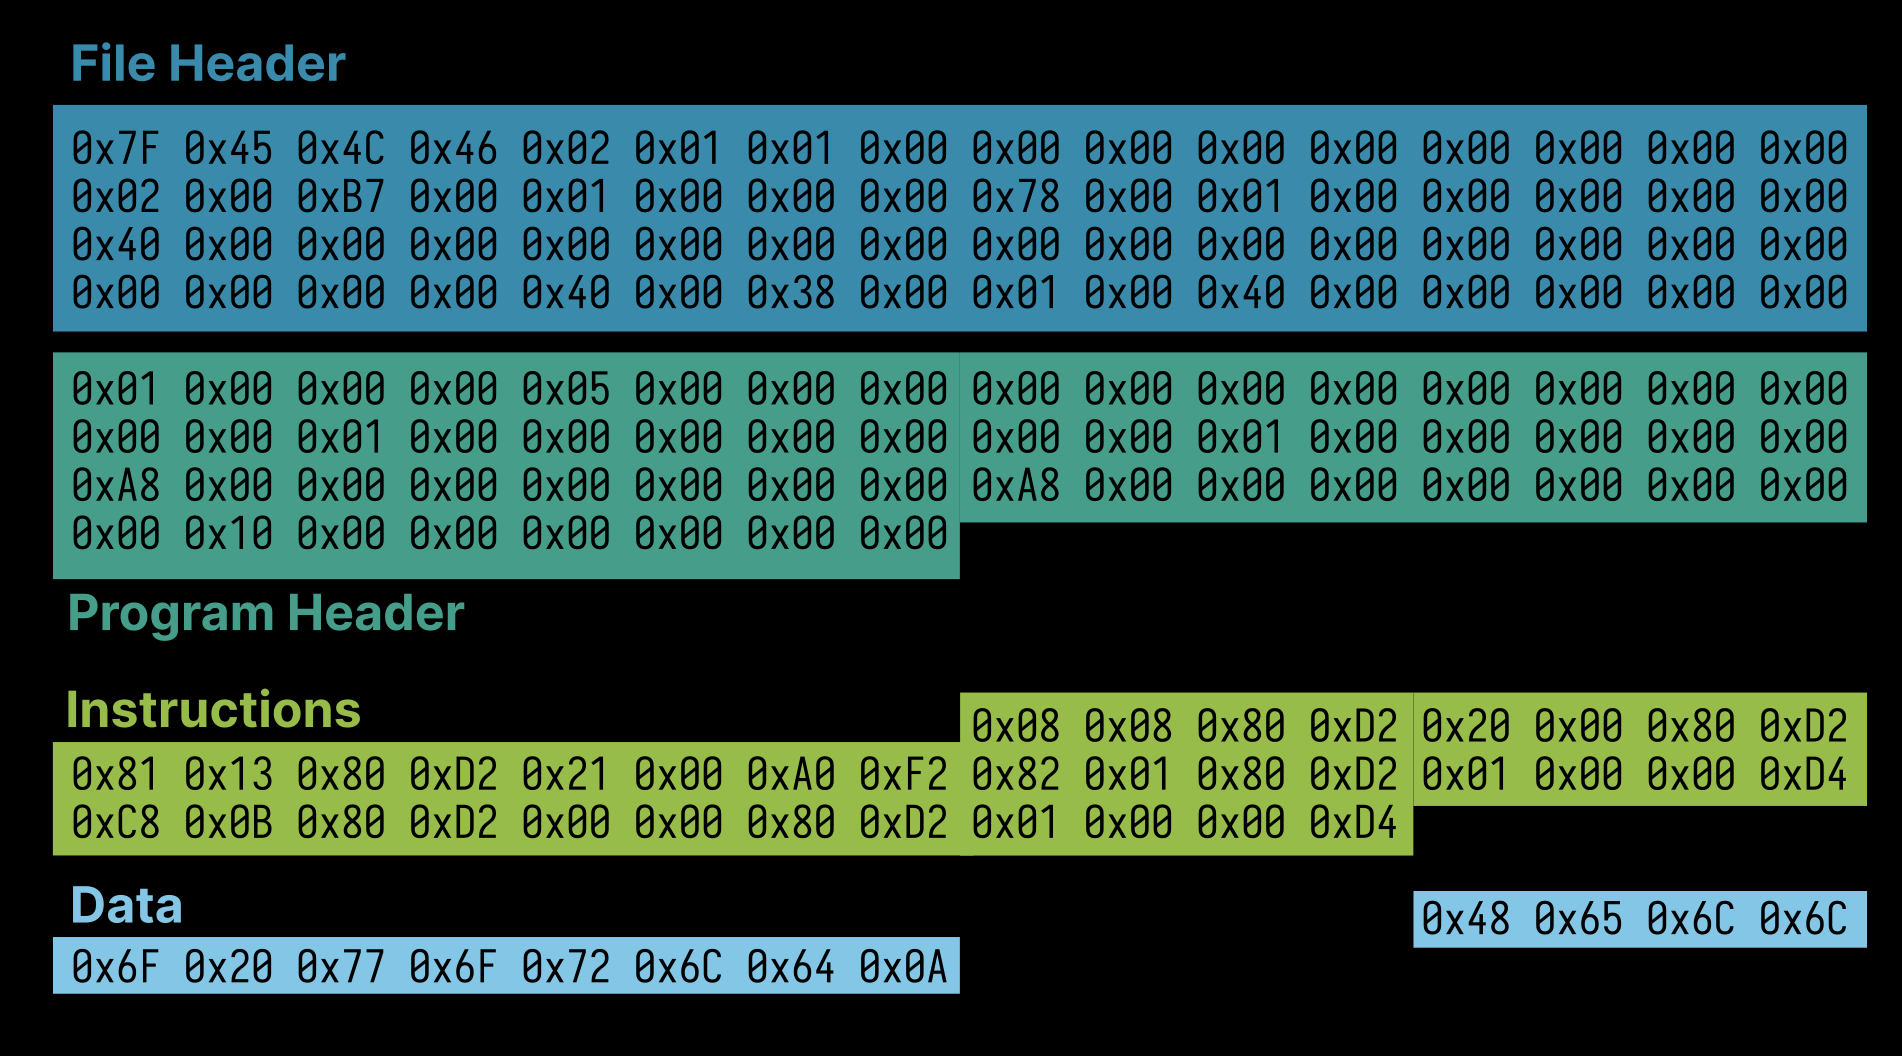 File Header
0x7F 0x45 0x4C 0x46 0x02 0x01 0x01 0x00 0x00 0x00 0x00 0x00 0x00 0x00 0x00 0x00
0x02 0x00 0xB7 0x00 0x01 0x00 0x00 0x00 0x78 0x00 0x01 0x00 0x00 0x00 0x00 0x00
0x40 0x00 0x00 0x00 0x00 0x00 0x00 0x00 0x00 0x00 0x00 0x00 0x00 0x00 0x00 0x00
0x00 0x00 0x00 0x00 0x40 0x00 0x38 0x00 0x01 0x00 0x40 0x00 0x00 0x00 0x00 0x00
0x01 0x00 0x00 0x00 0x05 0x00 0x00 0x00 0x00 0x00 0x00 0x00 0x00 0x00 0x00 0x00
0x00 0x00 0x01 0x00 0x00 0x00 0x00 0x00 0x00 0x00 0x01 0x00 0x00 0x00 0x00 0x00
0xA8 0x00 0x00 0x00 0x00 0x00 0x00 0x00 0xA8 0x00 0x00 0x00 0x00 0x00 0x00 0x00
0x00 0x10 0x00 0x00 0x00 0x00 0x00 0x00
Program Header
Instructions
0x08 0x08 0x80 0xD2 0x20 0x00 0x80 0xD2
0x81 0x13 0x80 0xD2 0x21 0x00 0xA0 0xF2 0x82 0x01 0x80 0xD2 0x01 0x00 0x00 0xD4
0xC8 0x0B 0x80 0xD2 0x00 0x00 0x80 0xD2 0x01 0x00 0x00 0xD4
Data
0x48 0x65 0x6C 0x6C
0x6F 0x20 0x77 0x6F 0x72 0x6C 0x64 0x0A